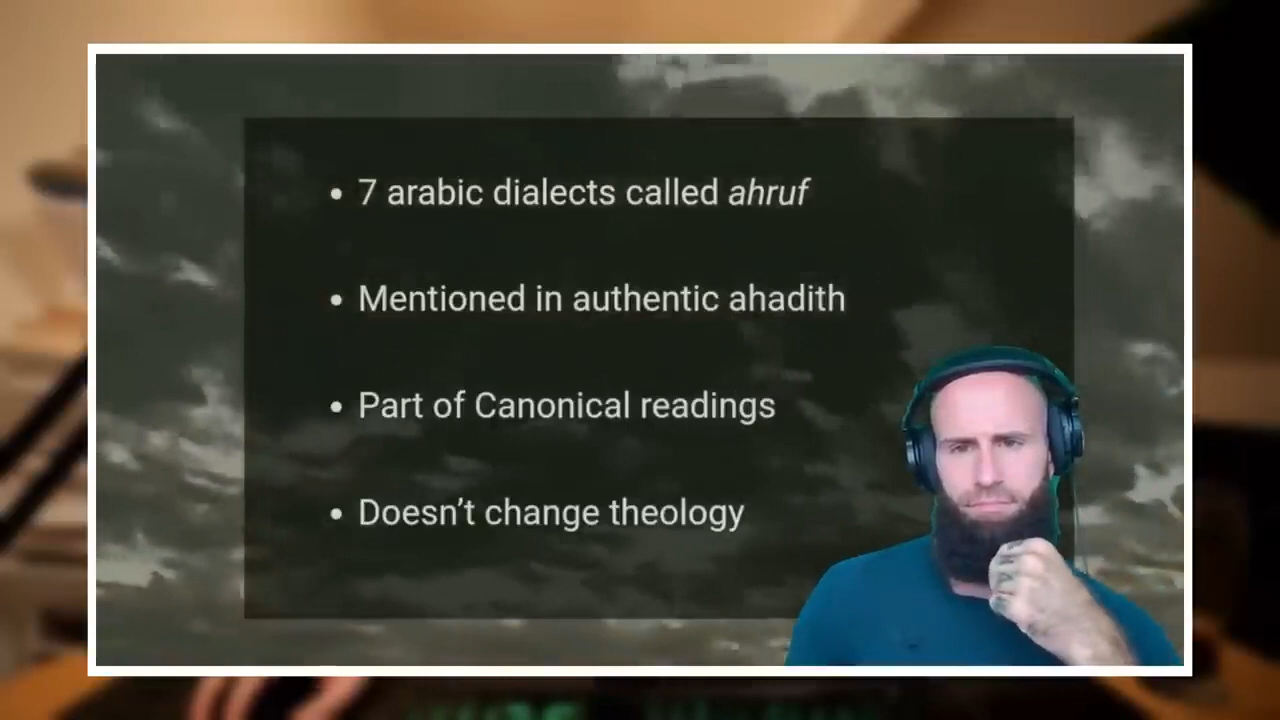 • 7 arabic dialects called ahruf
• Mentioned in authentic ahadith
• Part of Canonical readings
• Doesn’t change theology